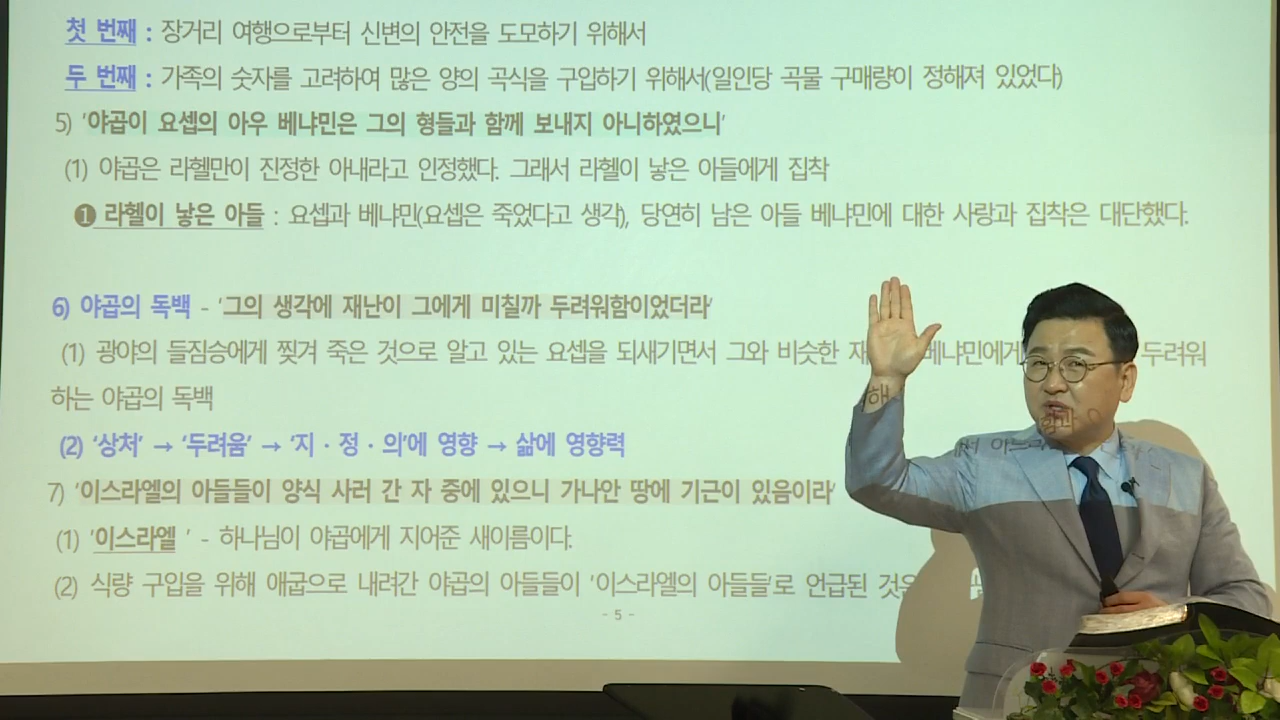 첫 번째 : 장거리 여행으로부터 신변의 안전을 도모하기 위해서
두 번째 : 가족의 숫자를 고려하여 많은 양의 곡식을 구입하기 위해서(일인당 곡물 구매량이 정해져 있었다)
5) '야곱이 요셉의 아우 베냐민은 그의 형들과 함께 보내지 아니하였으니'
(1) 야곱은 라헬만이 진정한 아내라고 인정했다. 그래서 라헬이 낳은 아들에게 집착
❶ 라헬이 낳은 아들 : 요셉과 베냐민(요셉은 죽었다고 생각), 당연히 남은 아들 베냐민에 대한 사랑과 집착은 대단했다.
6) 야곱의 독백 - '그의 생각에 재난이 그에게 미칠까 두려워함이었더라'
(1) 광야의 들짐승에게 찢겨 죽은 것으로 알고 있는 요셉을 되새기면서 그와 비슷한 베냐민에게 두려워
하는 야곱의 독백
(2) '상처' → '두려움' → '지 · 정 · 의'에 영향 → 삶에 영향력
7) '이스라엘의 아들들이 양식 사러 간 자 중에 있으니 가나안 땅에 기근이 있음이라'
(1) '이스라엘 ' - 하나님이 야곱에게 지어준 새이름이다.
(2) 식량 구입을 위해 애굽으로 내려간 야곱의 아들들이 '이스라엘의 아들들'로 언급된
- 5 -